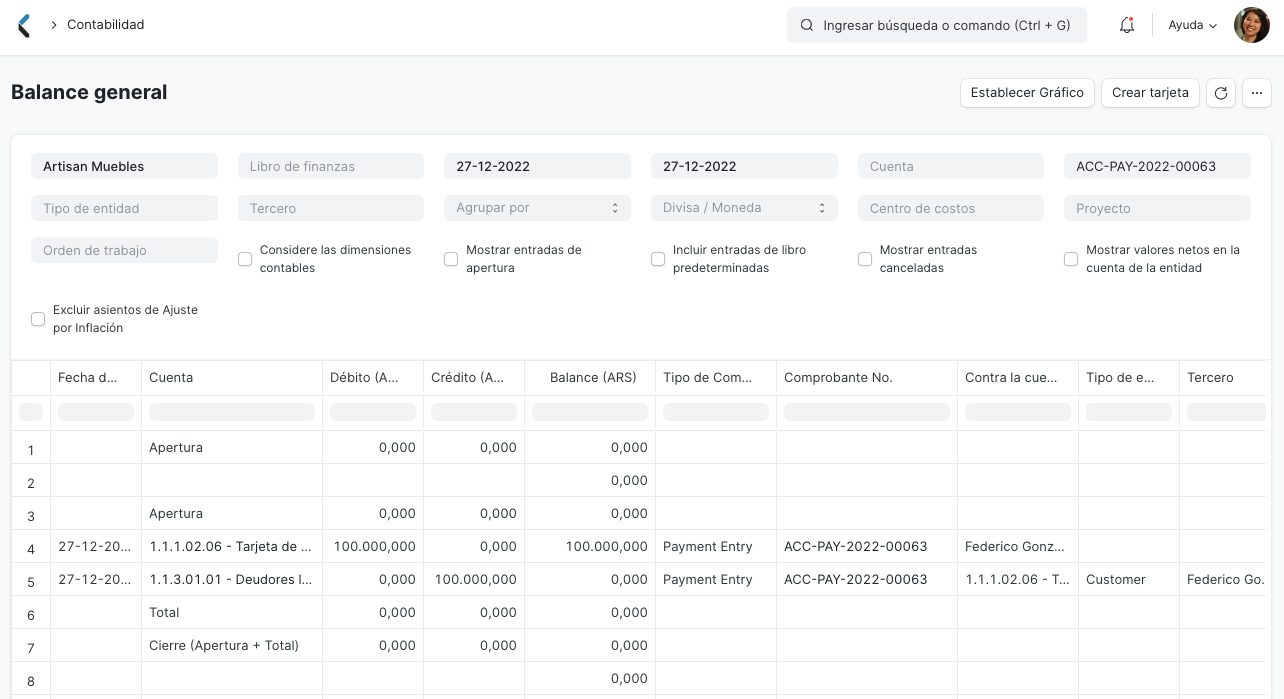 Contabilidad
Ingresar búsqueda o comando (Ctrl + G)
Ayuda
Balance general
Establecer Gráfico
Crear tarjeta
Artisan Muebles
Libro de finanzas
27-12-2022
27-12-2022
Cuenta
ACC-PAY-2022-00063
Tipo de entidad
Tercero
Agrupar por
Divisa / Moneda
Centro de costos
Proyecto
Orden de trabajo
Considere las dimensiones
contables
Mostrar entradas de
apertura
Incluir entradas de libro
predeterminadas
Mostrar entradas
canceladas
Mostrar valores netos en la
cuenta de la entidad
Excluir asientos de Ajuste
por Inflación
Fecha d... Cuenta Débito (A... Crédito (A... Balance (ARS) Tipo de Com... Comprobante No. Contra la cue... Tipo de e... Tercero
1 Apertura 0,000 0,000 0,000
2 0,000
3 Apertura 0,000 0,000 0,000
4 27-12-20... 1.1.1.02.06 - Tarjeta de ... 100.000,000 0,000 100.000,000 Payment Entry ACC-PAY-2022-00063 Federico Gonz...
5 27-12-20... 1.1.3.01.01 - Deudores l... 0,000 100.000,000 0,000 Payment Entry ACC-PAY-2022-00063 1.1.1.02.06 - T... Customer Federico Go.
6 Total 0,000 0,000 0,000
7 Cierre (Apertura + Total) 0,000 0,000 0,000
8 0,000